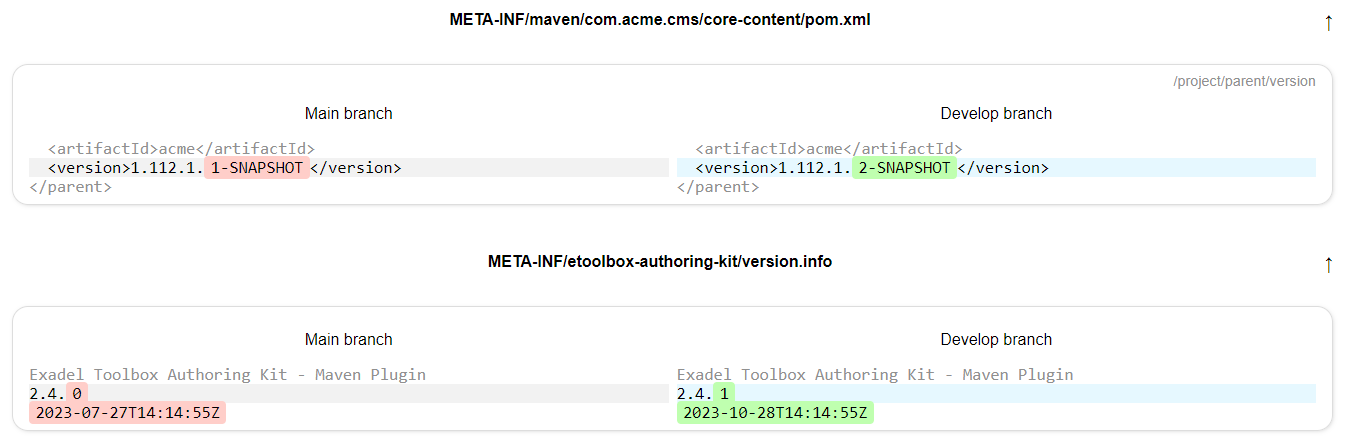 META-INF/maven/com.acme.cms/core-content/pom.xml
↑
/project/parent/version
Main branch
<artifactId>acme</artifactId>
<version>1.112.1.1-SNAPSHOT</version>
</parent>
Develop branch
<artifactId>acme</artifactId>
<version>1.112.1.2-SNAPSHOT</version>
</parent>
META-INF/etoolbox-authoring-kit/version.info
↑
Main branch
Exadel Toolbox Authoring Kit - Maven Plugin
2.4.0
2023-07-27T14:14:55Z
Develop branch
Exadel Toolbox Authoring Kit - Maven Plugin
2.4.1
2023-10-28T14:14:55Z